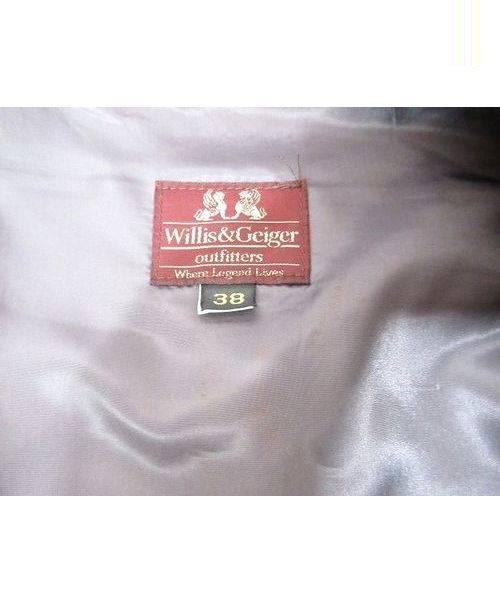 Willis&Geiger
outfitters
Where Legend Lives
38